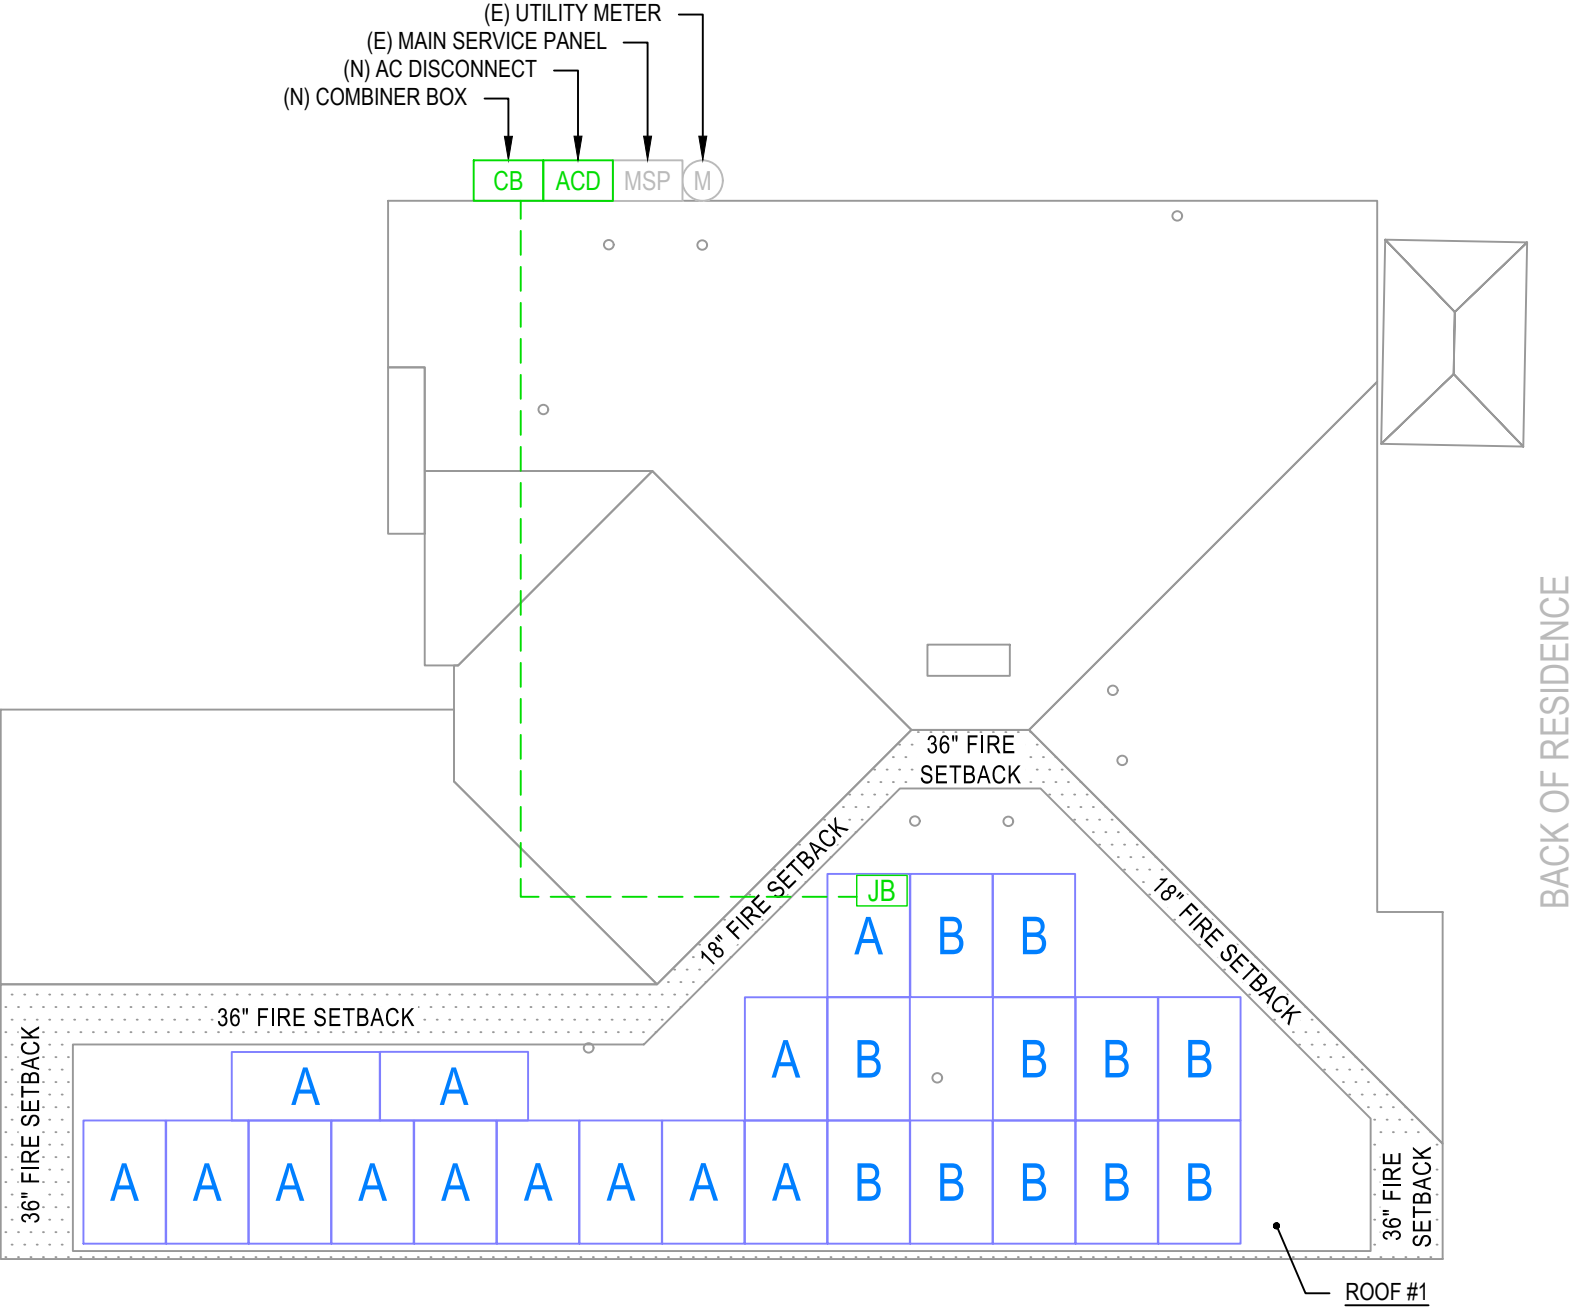 (E) UTILITY METER
(E) MAIN SERVICE PANEL
(N) AC DISCONNECT
(N) COMBINER BOX
CB ACD MSP M
BACK OF RESIDENCE
36" FIRE
SETBACK
18" FIRE SETBACK
18" FIRE SETBACK
JB
A B B
36" FIRE SETBACK
36" FIRE SETBACK
A B B B B
A A
A A A A A A A A A B B B B B
36" FIRE
SETBACK
ROOF #1